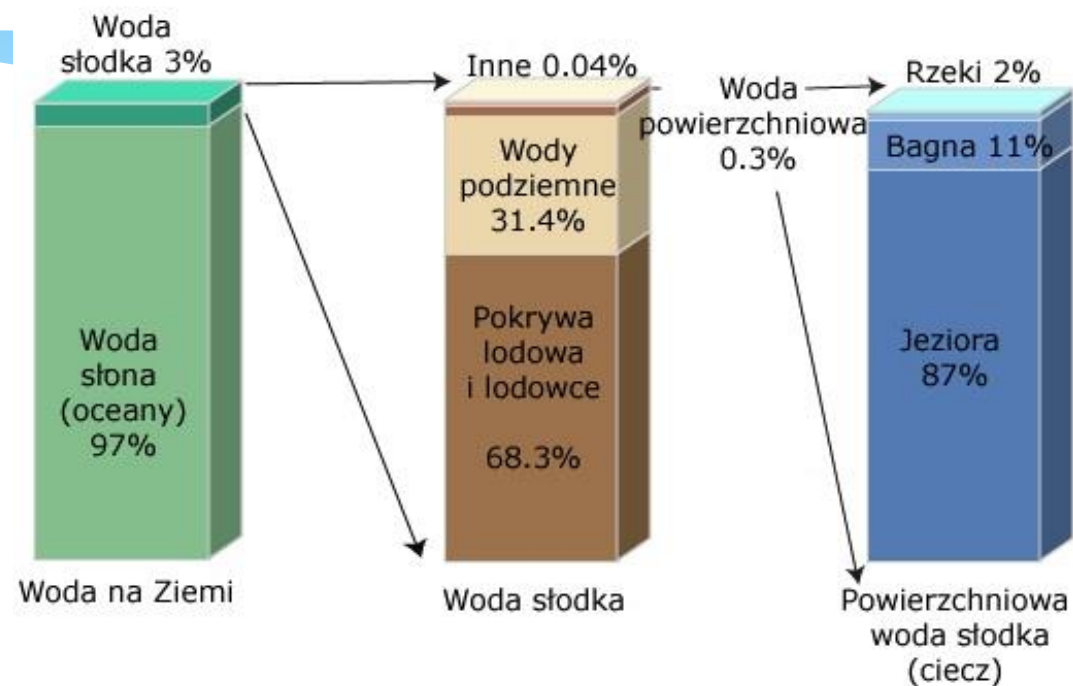 Woda
słodka 3%
Woda
słona
(oceany)
97%
Woda na Ziemi
Inne 0.04%
Wody
podziemne
31.4%
Pokrywa
lodowa
i lodowce
68.3%
Woda słodka
Woda
powierzchniowa
0.3%
Rzeki 2%
Bagna 11%
Jeziora
87%
Powierzchniowa
woda słodka
(ciecz)